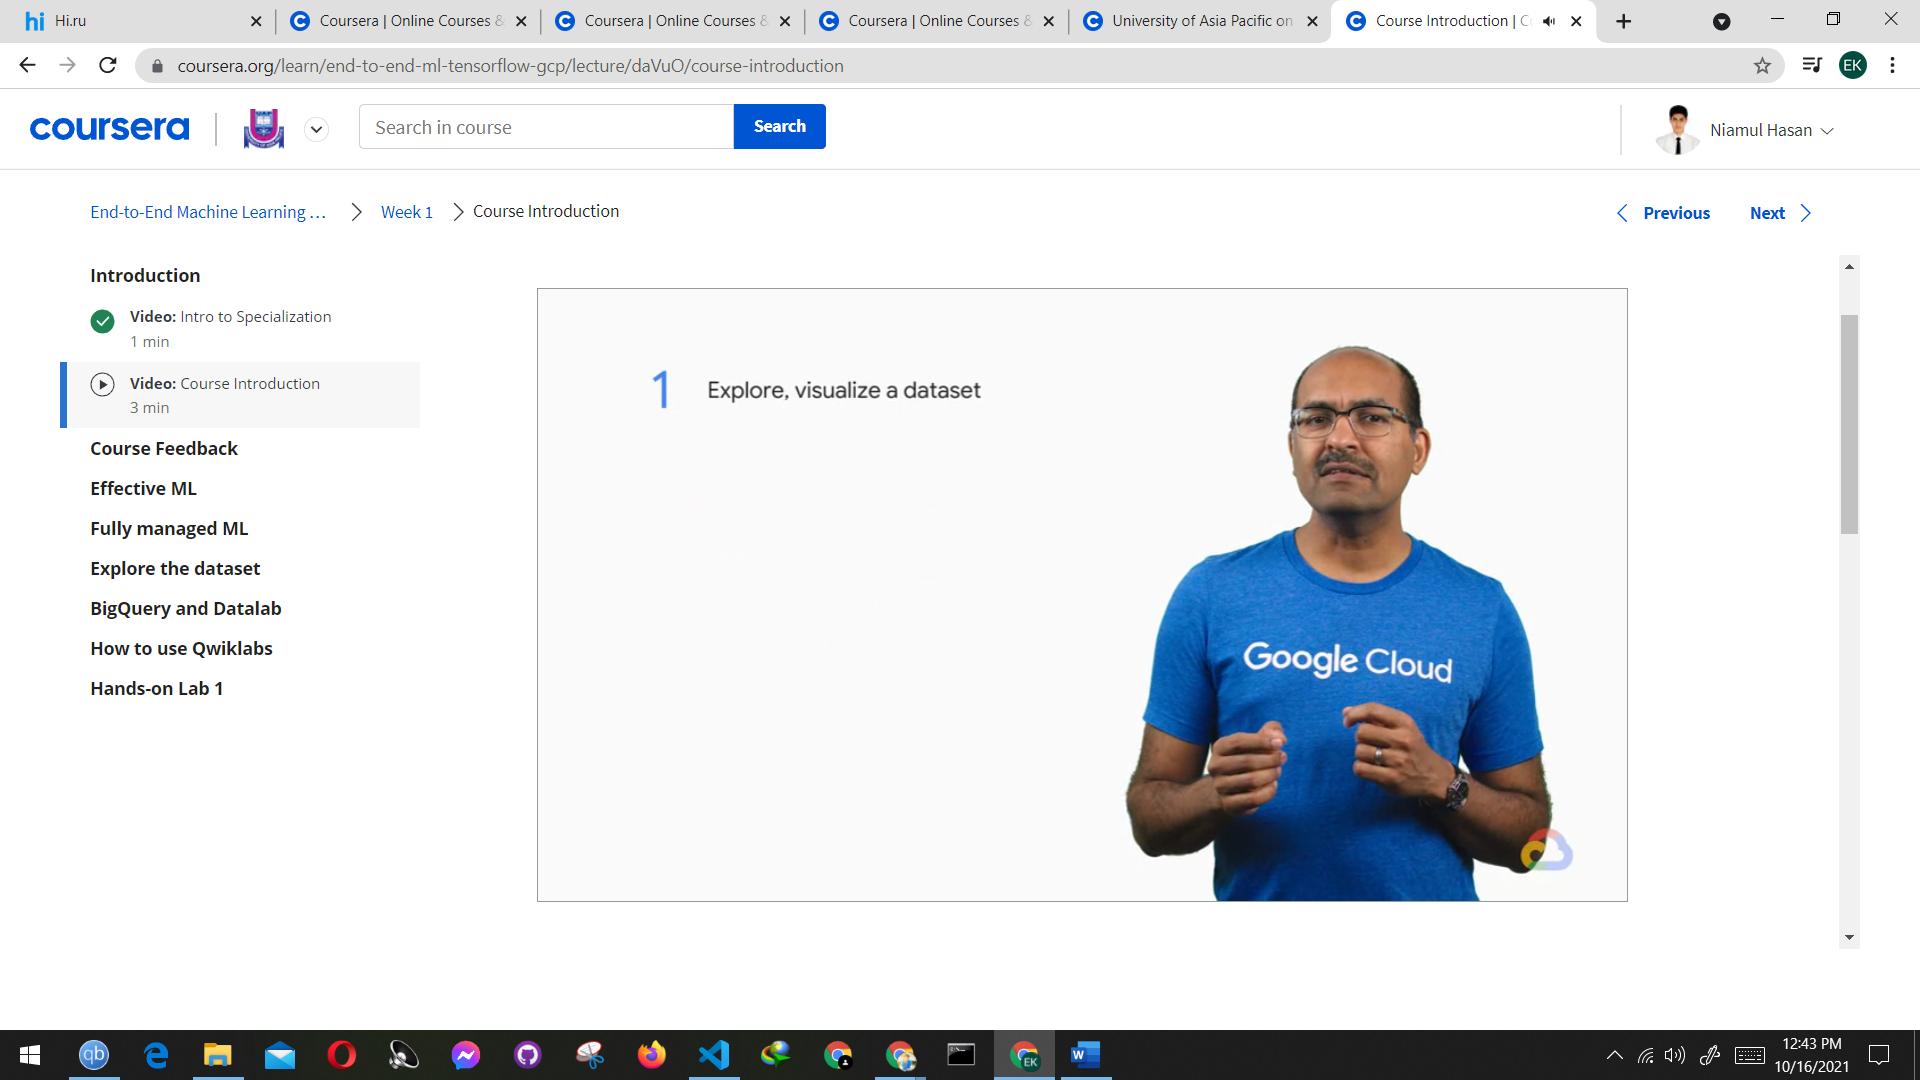 hi Hi.ru
Coursera | Online Courses &
Coursera | Online Courses &
Coursera | Online Courses &
University of Asia Pacific on
Course Introduction | C
coursera.org/learn/end-to-end-ml-tensorflow-gcp/lecture/daVuO/course-introduction
EK
coursera
Search in course
Search
Niamul Hasan
End-to-End Machine Learning ...
Week 1
Course Introduction
Previous
Next
Introduction
Video: Intro to Specialization
1 min
Video: Course Introduction
3 min
Course Feedback
Effective ML
Fully managed ML
Explore the dataset
BigQuery and Datalab
How to use Qwiklabs
Hands-on Lab 1
1 Explore, visualize a dataset
Google Cloud
qb
EK
W
12:43 PM
10/16/2021